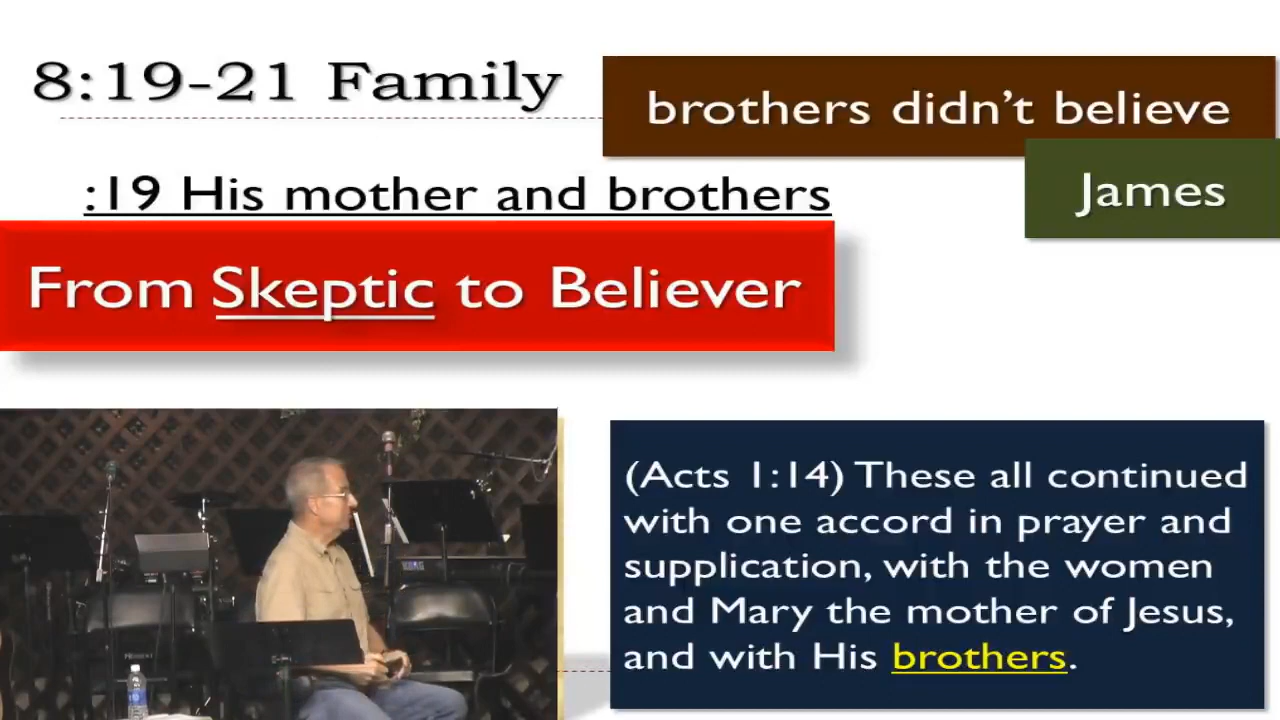 8:19-21 Family
brothers didn’t believe
James
:19 His mother and brothers
From Skeptic to Believer
(Acts 1:14) These all continued
with one accord in prayer and
supplication, with the women
and Mary the mother of Jesus,
and with His brothers.